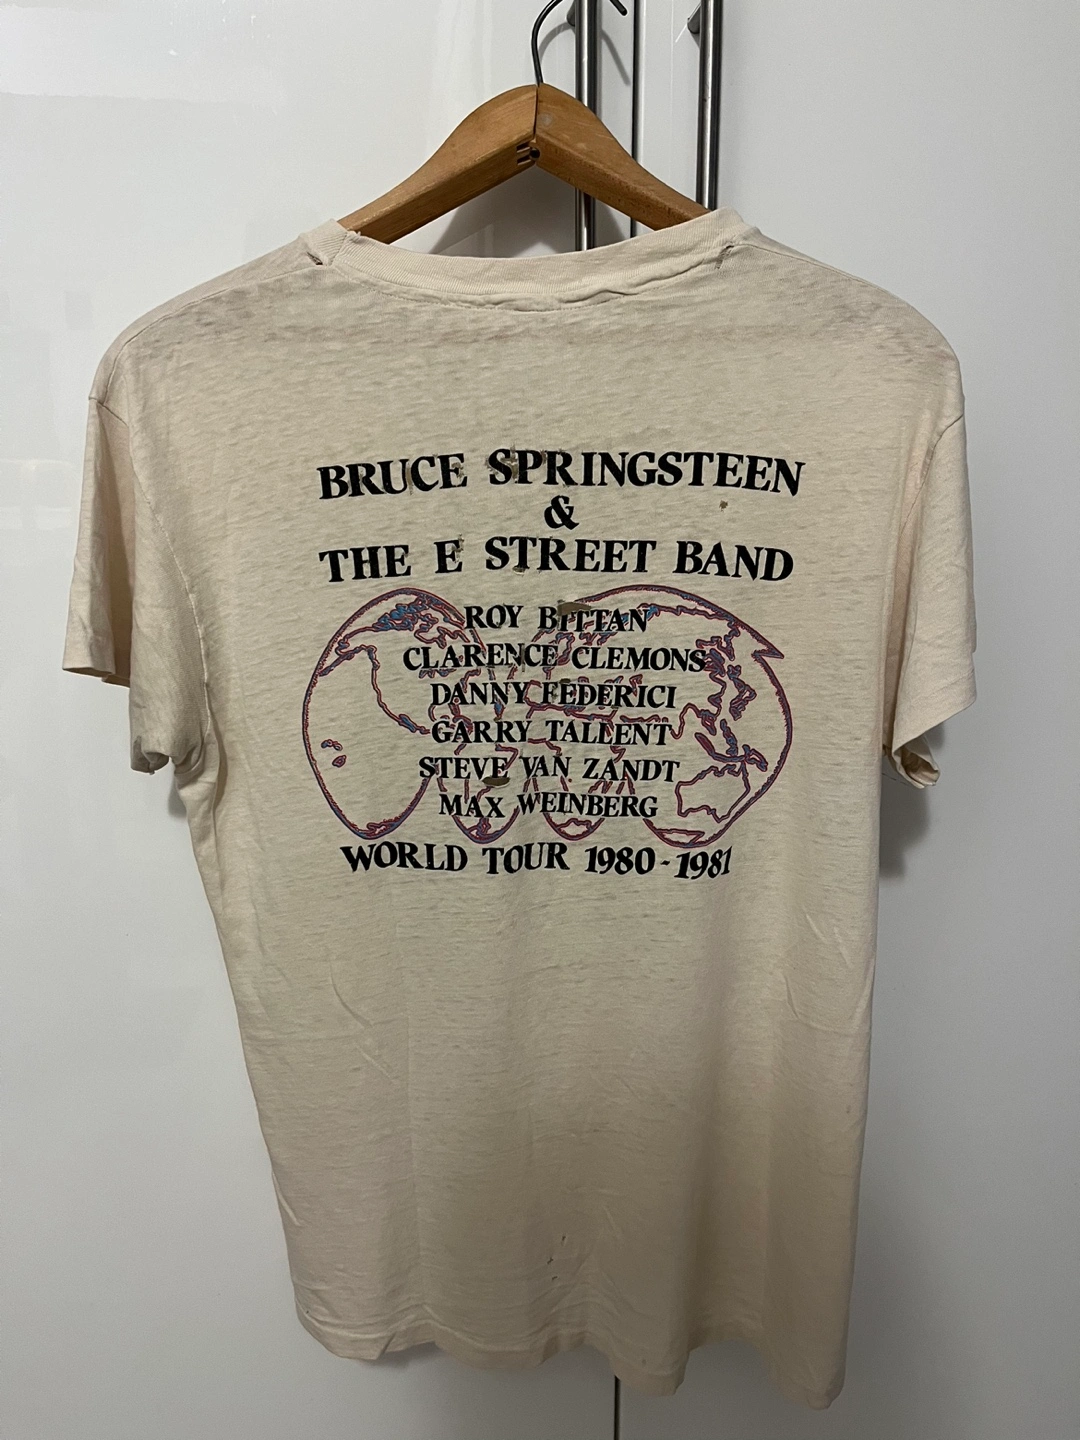 BRUCE SPRINGSTEEN
&
THE E STREET BAND
ROY BITTAN
CLARENCE CLEMONS
DANNY FEDERICI
GARRY TALLENT
STEVE VAN ZANDT
MAX WEINBERG
WORLD TOUR 1980-1981